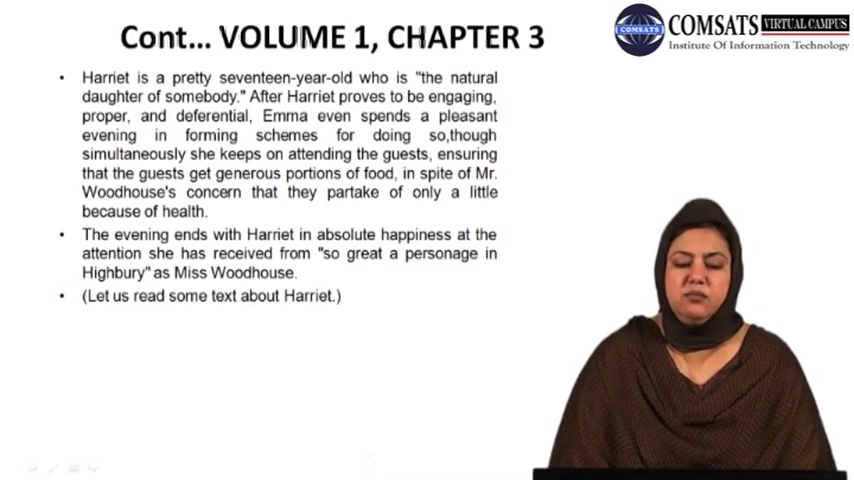 Cont... VOLUME 1, CHAPTER 3
COMSATS
COMSATS VIRTUAL CAMPUS
Institute Of Information Technology
• Harriet is a pretty seventeen-year-old who is "the natural
daughter of somebody." After Harriet proves to be engaging,
proper, and deferential, Emma even spends a pleasant
evening in forming schemes for doing so,though
simultaneously she keeps on attending the guests, ensuring
that the guests get generous portions of food, in spite of Mr.
Woodhouse's concern that they partake of only a little
because of health.
• The evening ends with Harriet in absolute happiness at the
attention she has received from "so great a personage in
Highbury" as Miss Woodhouse.
• (Let us read some text about Harriet.)